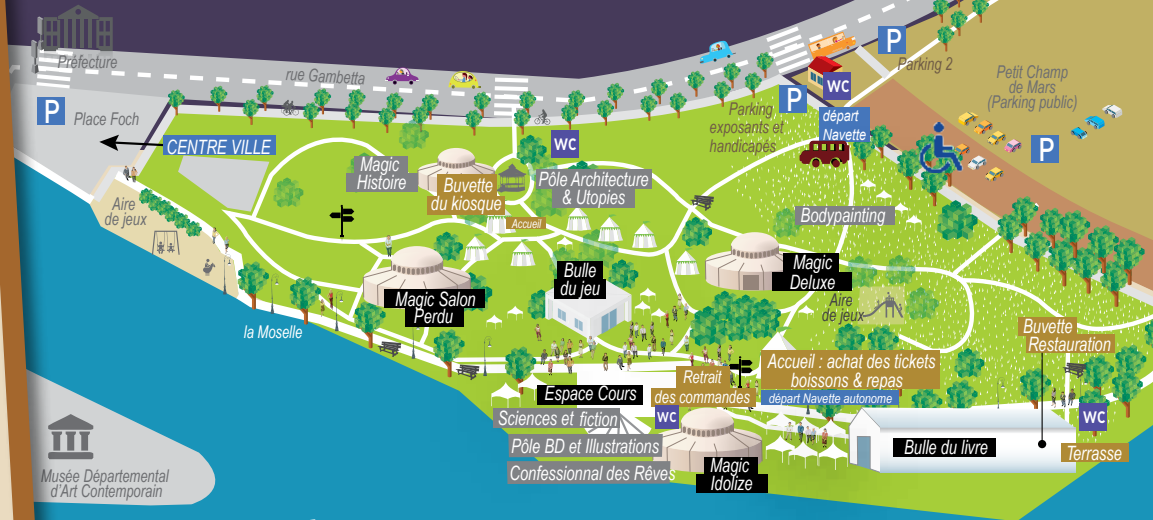 Préfecture
rue Gambetta
P
Place Foch
CENTRE VILLE
P
Parking 2
Petit Champ
de Mars
(Parking public)
P
WC
P
Parking
exposants et
handicapés
départ
Navette
WC
Magic
Histoire
Buvette
du kiosque
Pôle Architecture
& Utopies
Accueil
Bodypainting
Aire
de jeux
Magic Salon
Perdu
Bulle
du jeu
Magic
Deluxe
Aire
de jeux
la Moselle
Buvette
Restauration
Accueil : achat des tickets
boissons & repas
départ Navette autonome
Retrait
des commandes
Espace Cours
WC
Sciences et fiction
Pôle BD et Illustrations
Confessionnal des Rêves
Magic
Idolize
Bulle du livre
WC
Terrasse
Musée Départemental
d'Art Contemporain